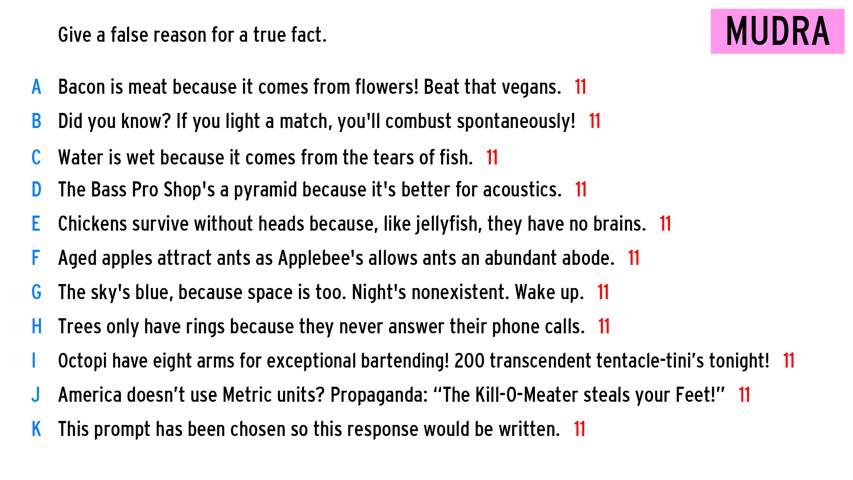 Give a false reason for a true fact.
MUDRA
A Bacon is meat because it comes from flowers! Beat that vegans. 11
B Did you know? If you light a match, you'll combust spontaneously! 11
C Water is wet because it comes from the tears of fish. 11
D The Bass Pro Shop's a pyramid because it's better for acoustics. 11
E Chickens survive without heads because, like jellyfish, they have no brains. 11
F Aged apples attract ants as Applebee's allows ants an abundant abode. 11
G The sky's blue, because space is too. Night's nonexistent. Wake up. 11
H Trees only have rings because they never answer their phone calls. 11
I Octopi have eight arms for exceptional bartending! 200 transcendent tentacle-tini’s tonight! 11
J America doesn’t use Metric units? Propaganda: “The Kill-O-Meater steals your Feet!” 11
K This prompt has been chosen so this response would be written. 11